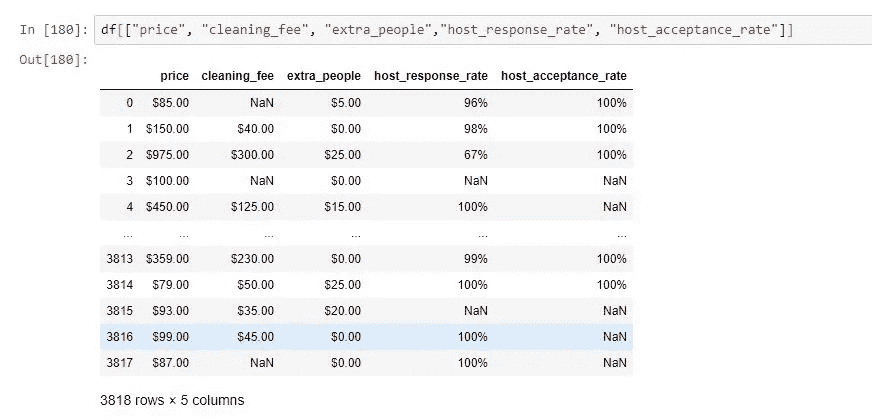 In [180]: df[["price", "cleaning_fee", "extra_people","host_response_rate", "host_acceptance_rate"]]
Out[180]:
price cleaning_fee extra_people host_response_rate host_acceptance_rate
0 $85.00 NaN $5.00 96% 100%
1 $150.00 $40.00 $0.00 98% 100%
2 $975.00 $300.00 $25.00 67% 100%
3 $100.00 NaN $0.00 NaN NaN
4 $450.00 $125.00 $15.00 100% NaN
... ... ... ... ... ...
3813 $359.00 $230.00 $0.00 99% 100%
3814 $79.00 $50.00 $25.00 100% 100%
3815 $93.00 $35.00 $20.00 NaN NaN
3816 $99.00 $45.00 $0.00 100% NaN
3817 $87.00 NaN $0.00 100% NaN
3818 rows × 5 columns